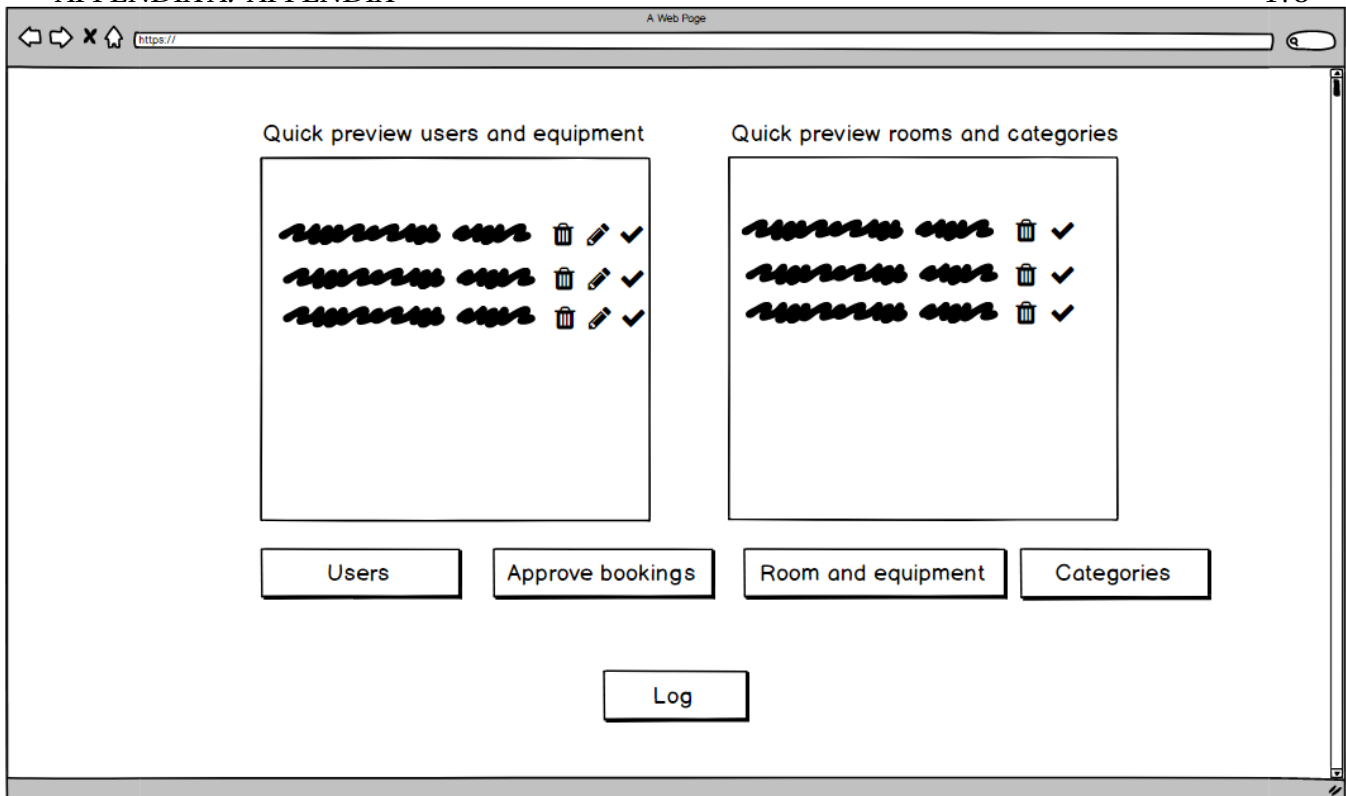 A Web Page
https://
Quick preview users and equipment
Quick preview rooms and categories
Users
Approve bookings
Room and equipment
Categories
Log